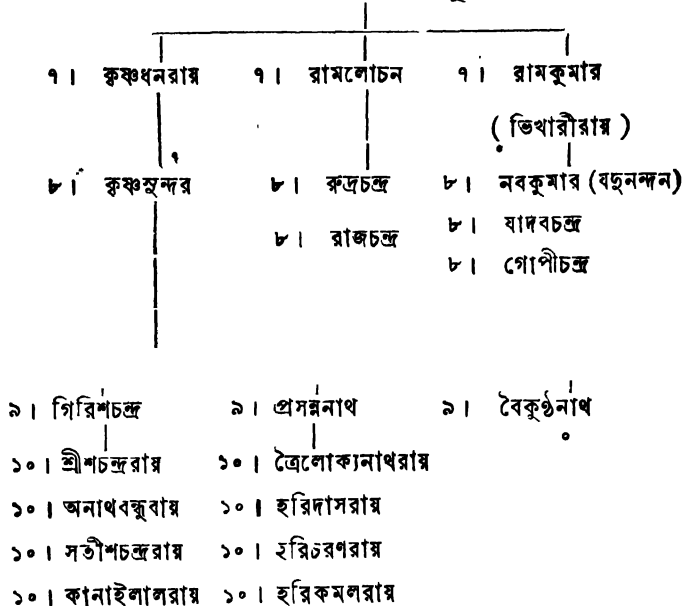 ৭। কৃষ্ণধনরায় ৭। রামলোচন ৭। রামকুমার
( ভিখারীরায় )
৮। কৃষ্ণসুন্দর ৮। রুদ্রচন্দ্র ৮। নবকুমার (যদুনন্দন)
৮। রাজচন্দ্র ৮। যাদবচন্দ্র
৮। গোপীচন্দ্র
৯। গিরিশচন্দ্র ৯। প্রসন্ননাথ ৯। বৈকুণ্ঠনাথ
১০। শ্রীশচন্দ্ররায় ১০। ত্রৈলোক্যনাথরায়
১০। অনাথবন্ধুবায় ১০। হরিদাসরায়
১০। সতীশচন্দ্ররায় ১০। হরিচরণরায়
১০। কানাইলালরায় ১০। হরিকমলরায়